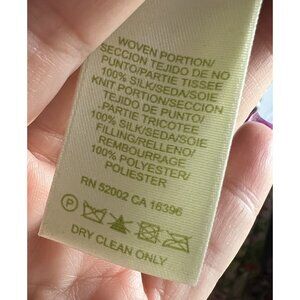 WOVEN PORTION/
SECCION TEJIDO DE NO
PUNTO/PARTIE TISSEE
100% SILK/SEDA/SOIE
KNIT PORTION/SECCION
TEJIDO DE PUNTO/
PARTIE TRICOTEE
100% SILK/SEDA/SOIE
FILLING/RELLENO/
REMBOURRAGE
100% POLYESTER/
POLIESTER
RN 52002 CA 16396
P
DRY CLEAN ONLY